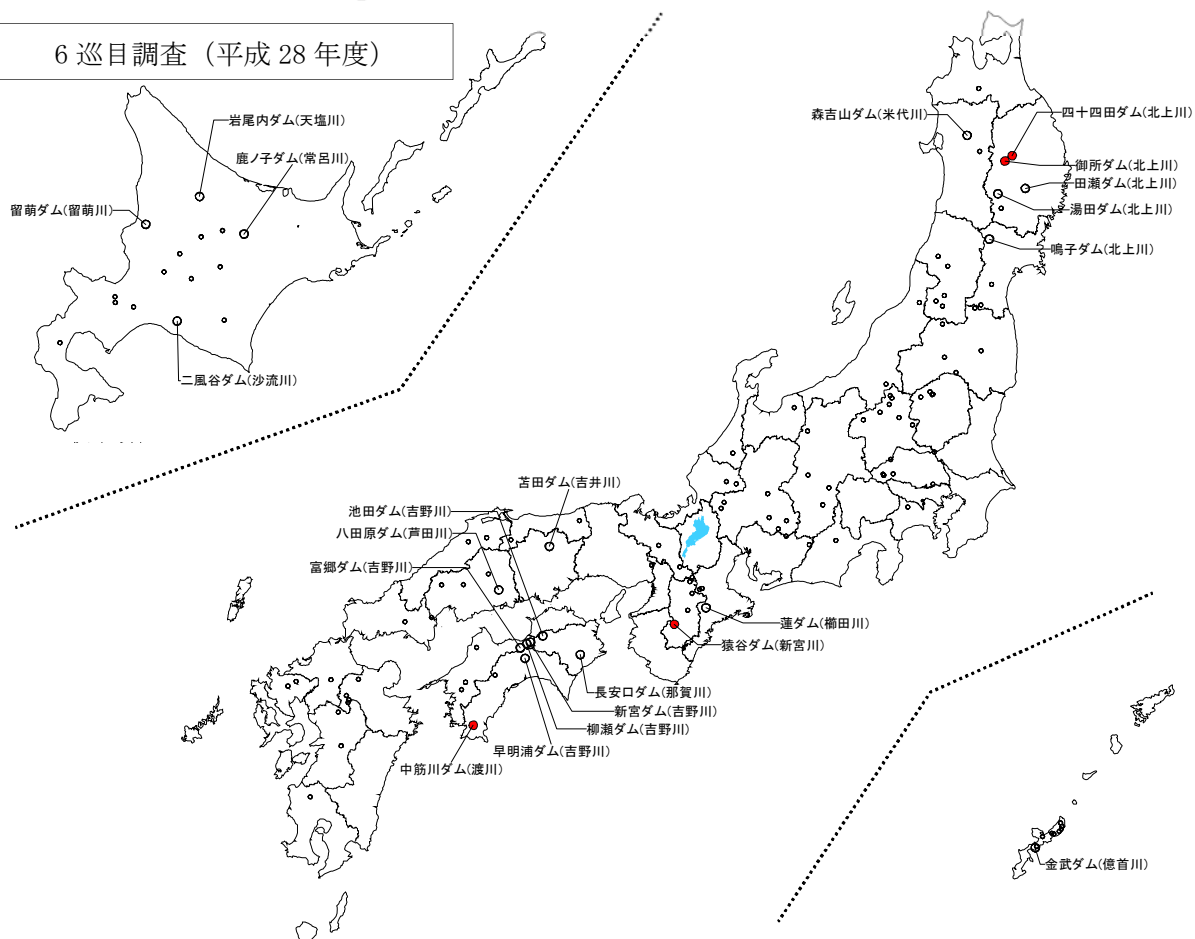 6 巡目調査（平成 28 年度）
岩尾内ダム(天塩川)
鹿ノ子ダム(常呂川)
留萌ダム(留萌川)
二風谷ダム(沙流川)
森吉山ダム(米代川)
四十四田ダム(北上川)
御所ダム(北上川)
田瀬ダム(北上川)
湯田ダム(北上川)
鳴子ダム(北上川)
苫田ダム(吉井川)
池田ダム(吉野川)
八田原ダム(芦田川)
富郷ダム(吉野川)
蓮ダム(櫛田川)
猿谷ダム(新宮川)
長安口ダム(那賀川)
新宮ダム(吉野川)
柳瀬ダム(吉野川)
早明浦ダム(吉野川)
中筋川ダム(渡川)
金武ダム(億首川)